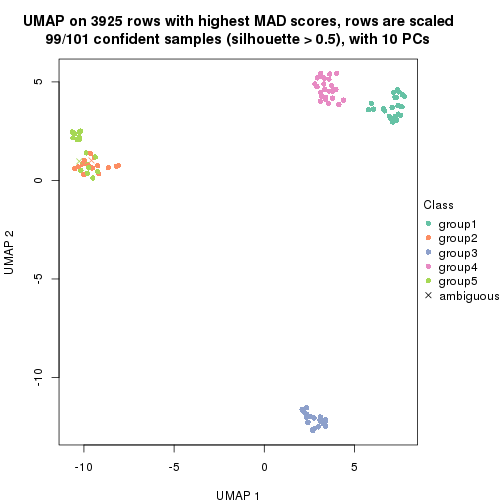 UMAP on 3925 rows with highest MAD scores, rows are scaled
99/101 confident samples (silhouette > 0.5), with 10 PCs
UMAP 2
5
0
-5
-10
-10
-5
0
5
UMAP 1
Class
group1
group2
group3
group4
group5
ambiguous